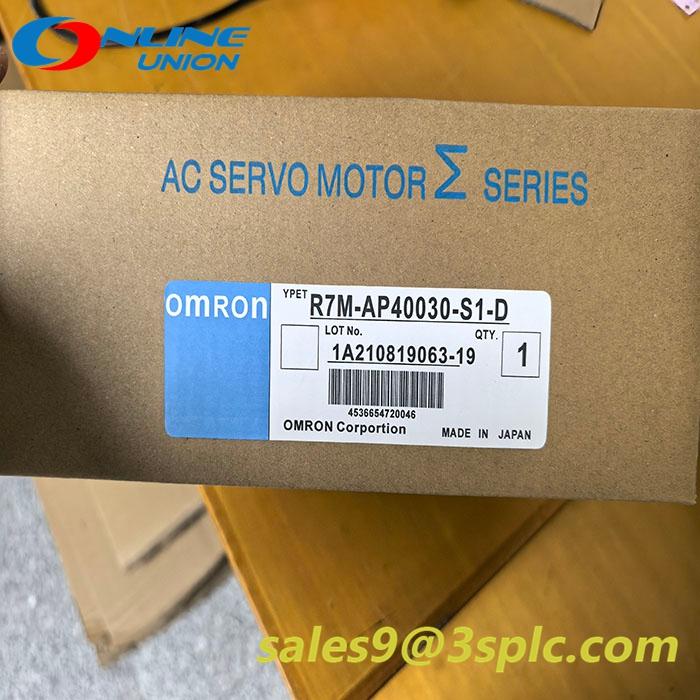 ONLINE
UNION
AC SERVO MOTOR Σ SERIES
OMRON
YPET R7M-AP40030-S1-D
LOT No.
QTY.
1A210819063-19
1
4536654720046
OMRON Corportion
MADE IN JAPAN
sales9@3splc.com